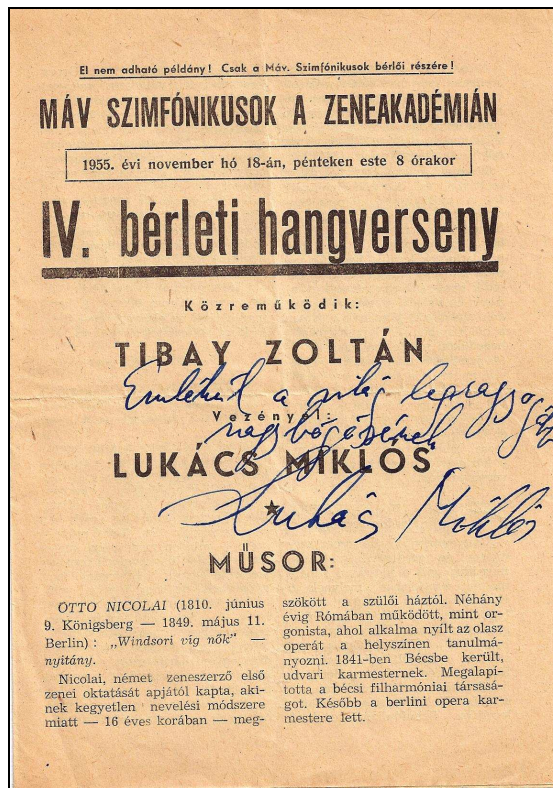 El nem adható példány! Csak a Máv. Szimfónikusok bérlői részére!
MÁV SZIMFÓNIKUSOK A ZENEAKADÉMIÁN
1955. évi november hó 18-án, pénteken este 8 órakor
IV. bérleti hangverseny
Közreműködik:
TIBAY ZOLTÁN
Emlékül a világ legnagyobb
Vezényel:
nagybőgősének
LUKÁCS MIKLÓS
Lukács Miklós
MŰSOR:
OTTO NICOLAI (1810. június
9. Königsberg — 1849. május 11.
Berlin): „Windsori víg nők" —
nyitány.
Nicolai, német zeneszerző első
zenei oktatását apjától kapta, aki-
nek kegyetlen nevelési módszere
miatt — 16 éves korában — meg-
szökött a szülői háztól. Néhány
évig Rómában működött, mint or-
gonista, ahol alkalma nyílt az olasz
operát a helyszínen tanulmá-
nyozni. 1841-ben Bécsbe került,
udvari karmesternek. Megalapí-
totta a bécsi filharmóniai társasá-
got. Később a berlini opera kar-
mestere lett.